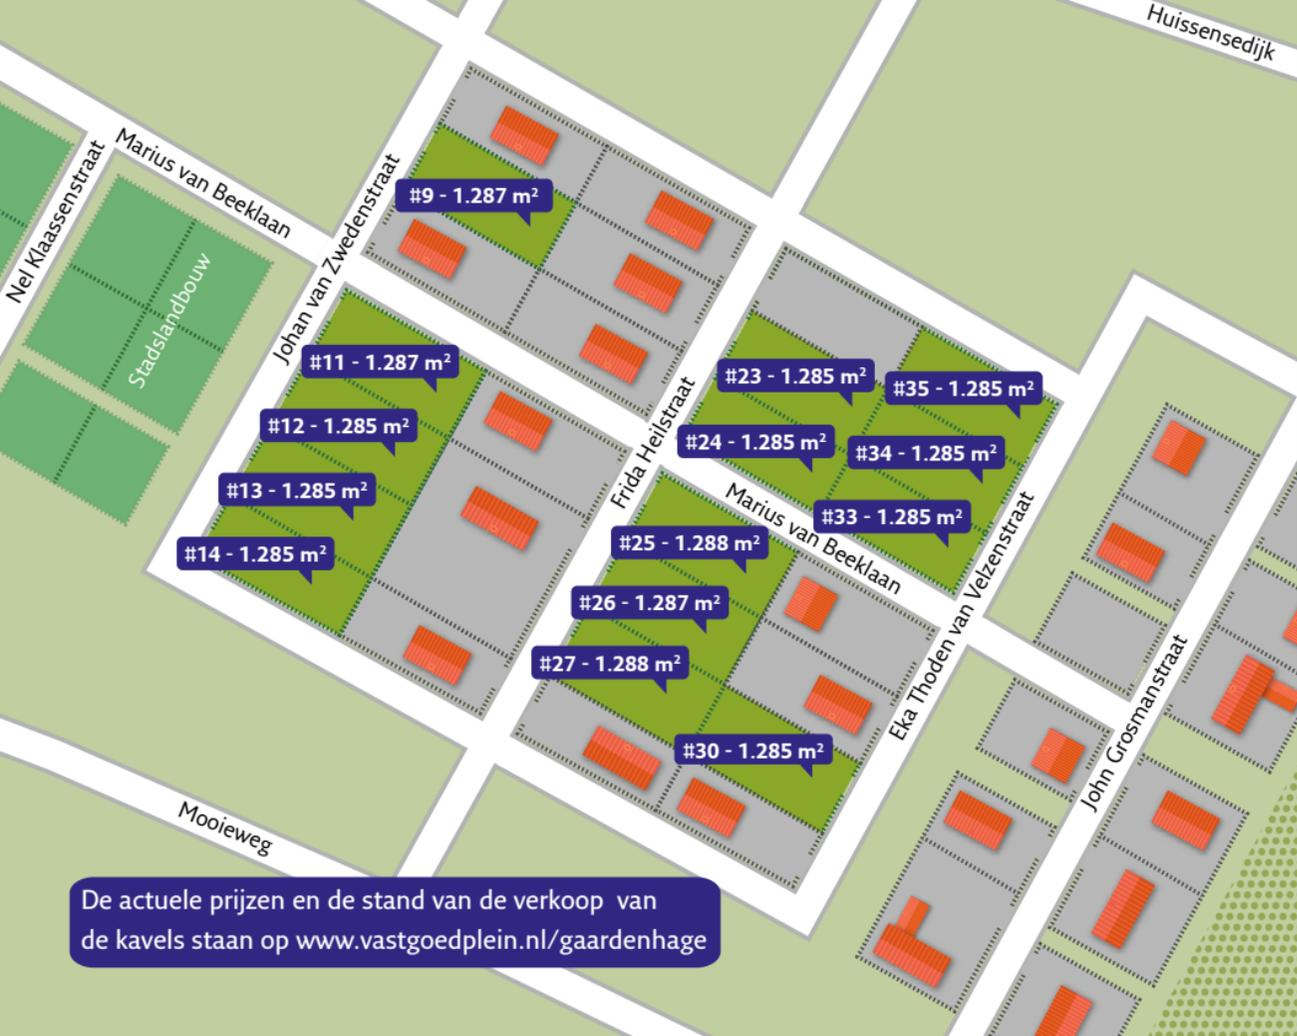 Huissensedijk
Marius van Beeklaan
Nel Klaassenstraat
Johan van Zwedenstraat
#9 - 1.287 m²
Stadslandbouw
#11 - 1.287 m²
#12 - 1.285 m²
#13 - 1.285 m²
#14 - 1.285 m²
Frida Heilstraat
#23 - 1.285 m²
#35 - 1.285 m²
#24 - 1.285 m²
#34 - 1.285 m²
#33 - 1.285 m²
Marius van Beeklaan
#25 - 1.288 m²
#26 - 1.287 m²
#27 - 1.288 m²
#30 - 1.285 m²
Eka Thoden van Velzenstraat
John Grosmanstraat
Mooieweg
De actuele prijzen en de stand van de verkoop van
de kavels staan op www.vastgoedplein.nl/gaardenhage